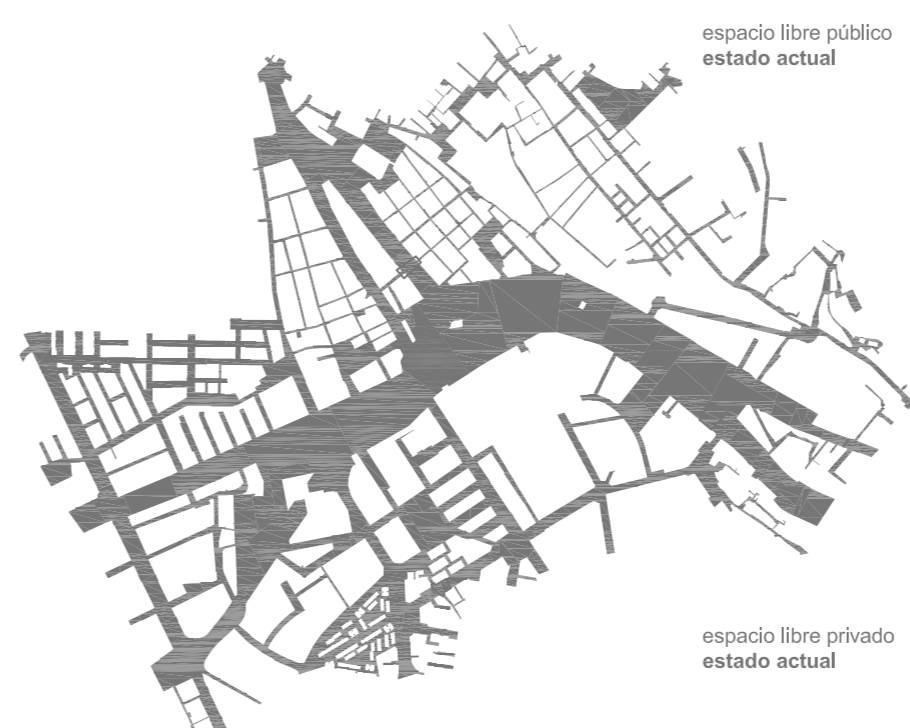 espacio libre público
estado actual
espacio libre privado
estado actual